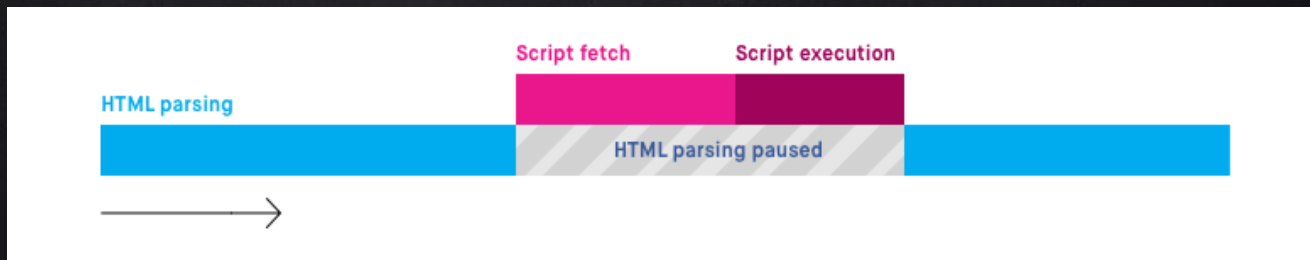 Script fetch
Script execution
HTML parsing
HTML parsing paused